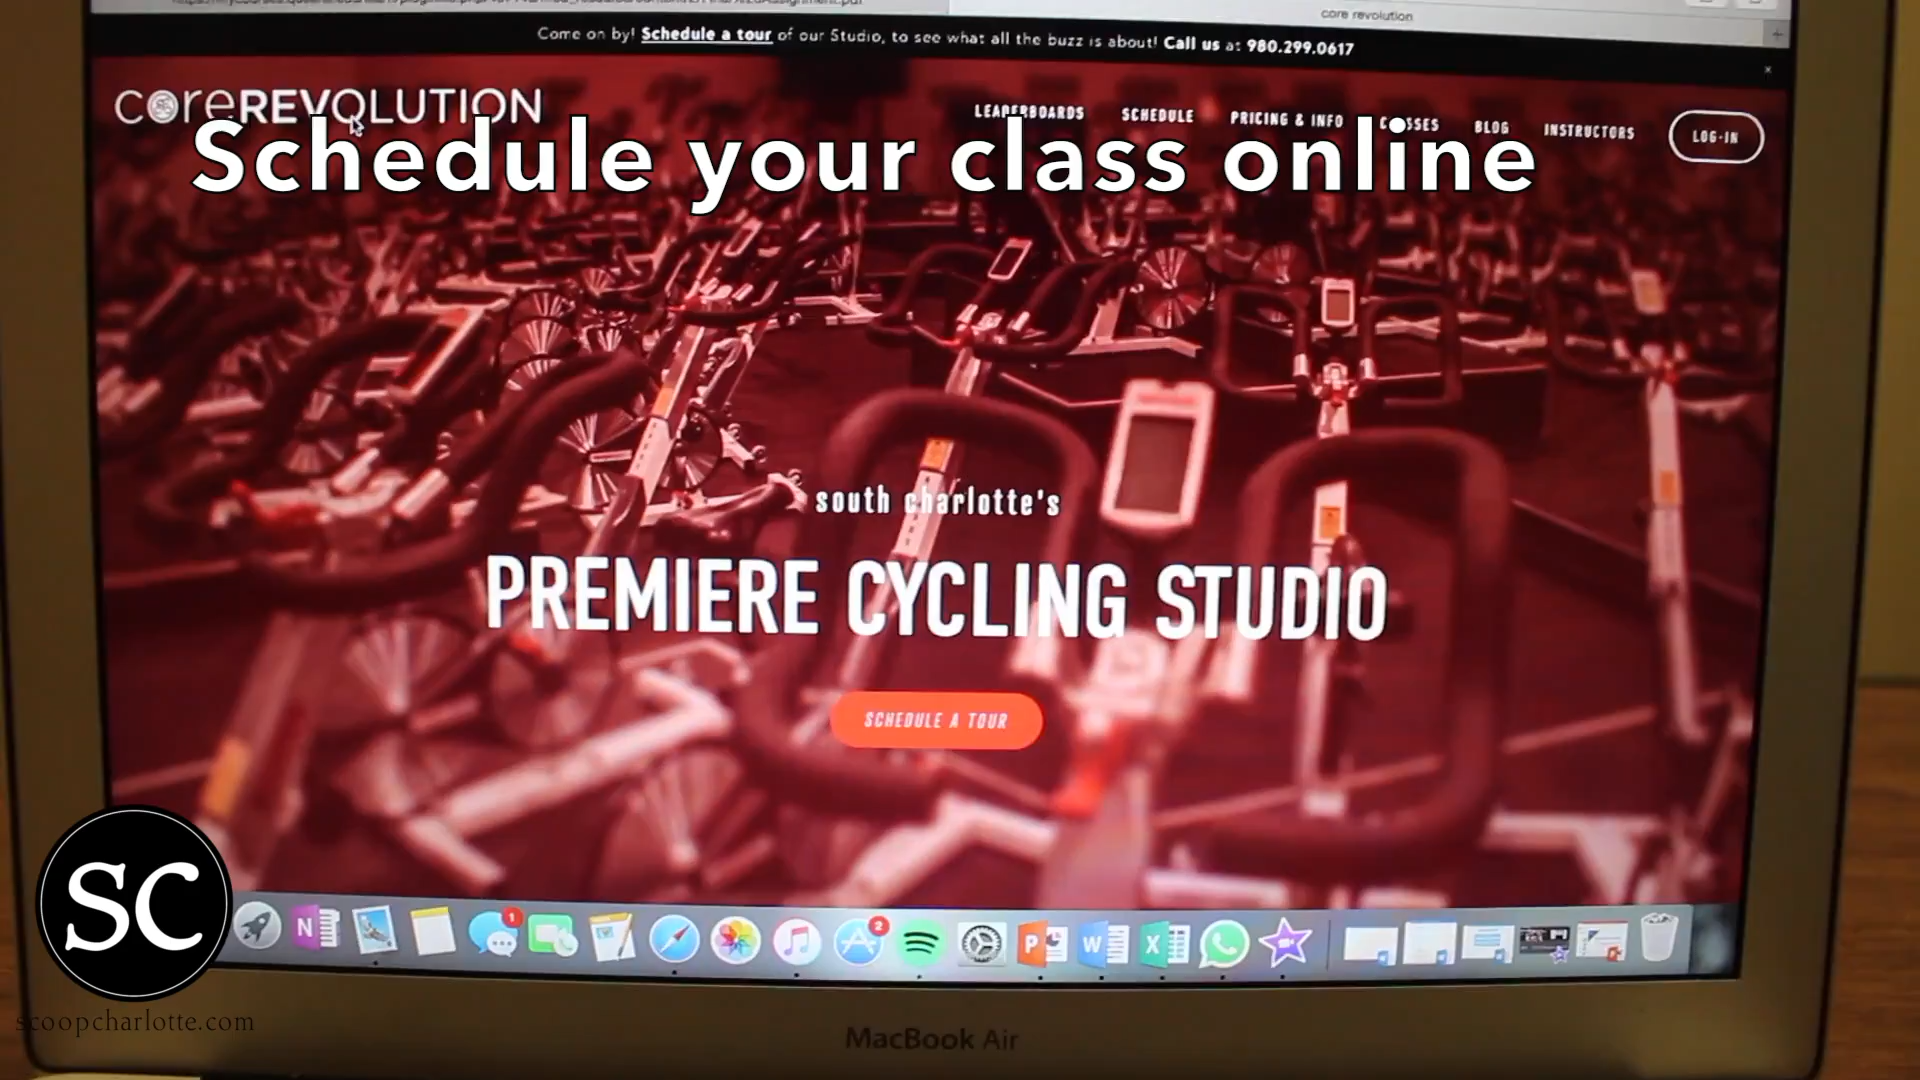 core revolution
Come on by! Schedule a tour of our Studio, to see what all the buzz is about! Call us at 980.299.0617
coreREVOLUTION
LEADERBOARDS SCHEDULE PRICING & INFO CLASSES BLOG INSTRUCTORS LOG-IN
Schedule your class online
south charlotte's
PREMIERE CYCLING STUDIO
SCHEDULE A TOUR
SC
scoopcharlotte.com
MacBook Air